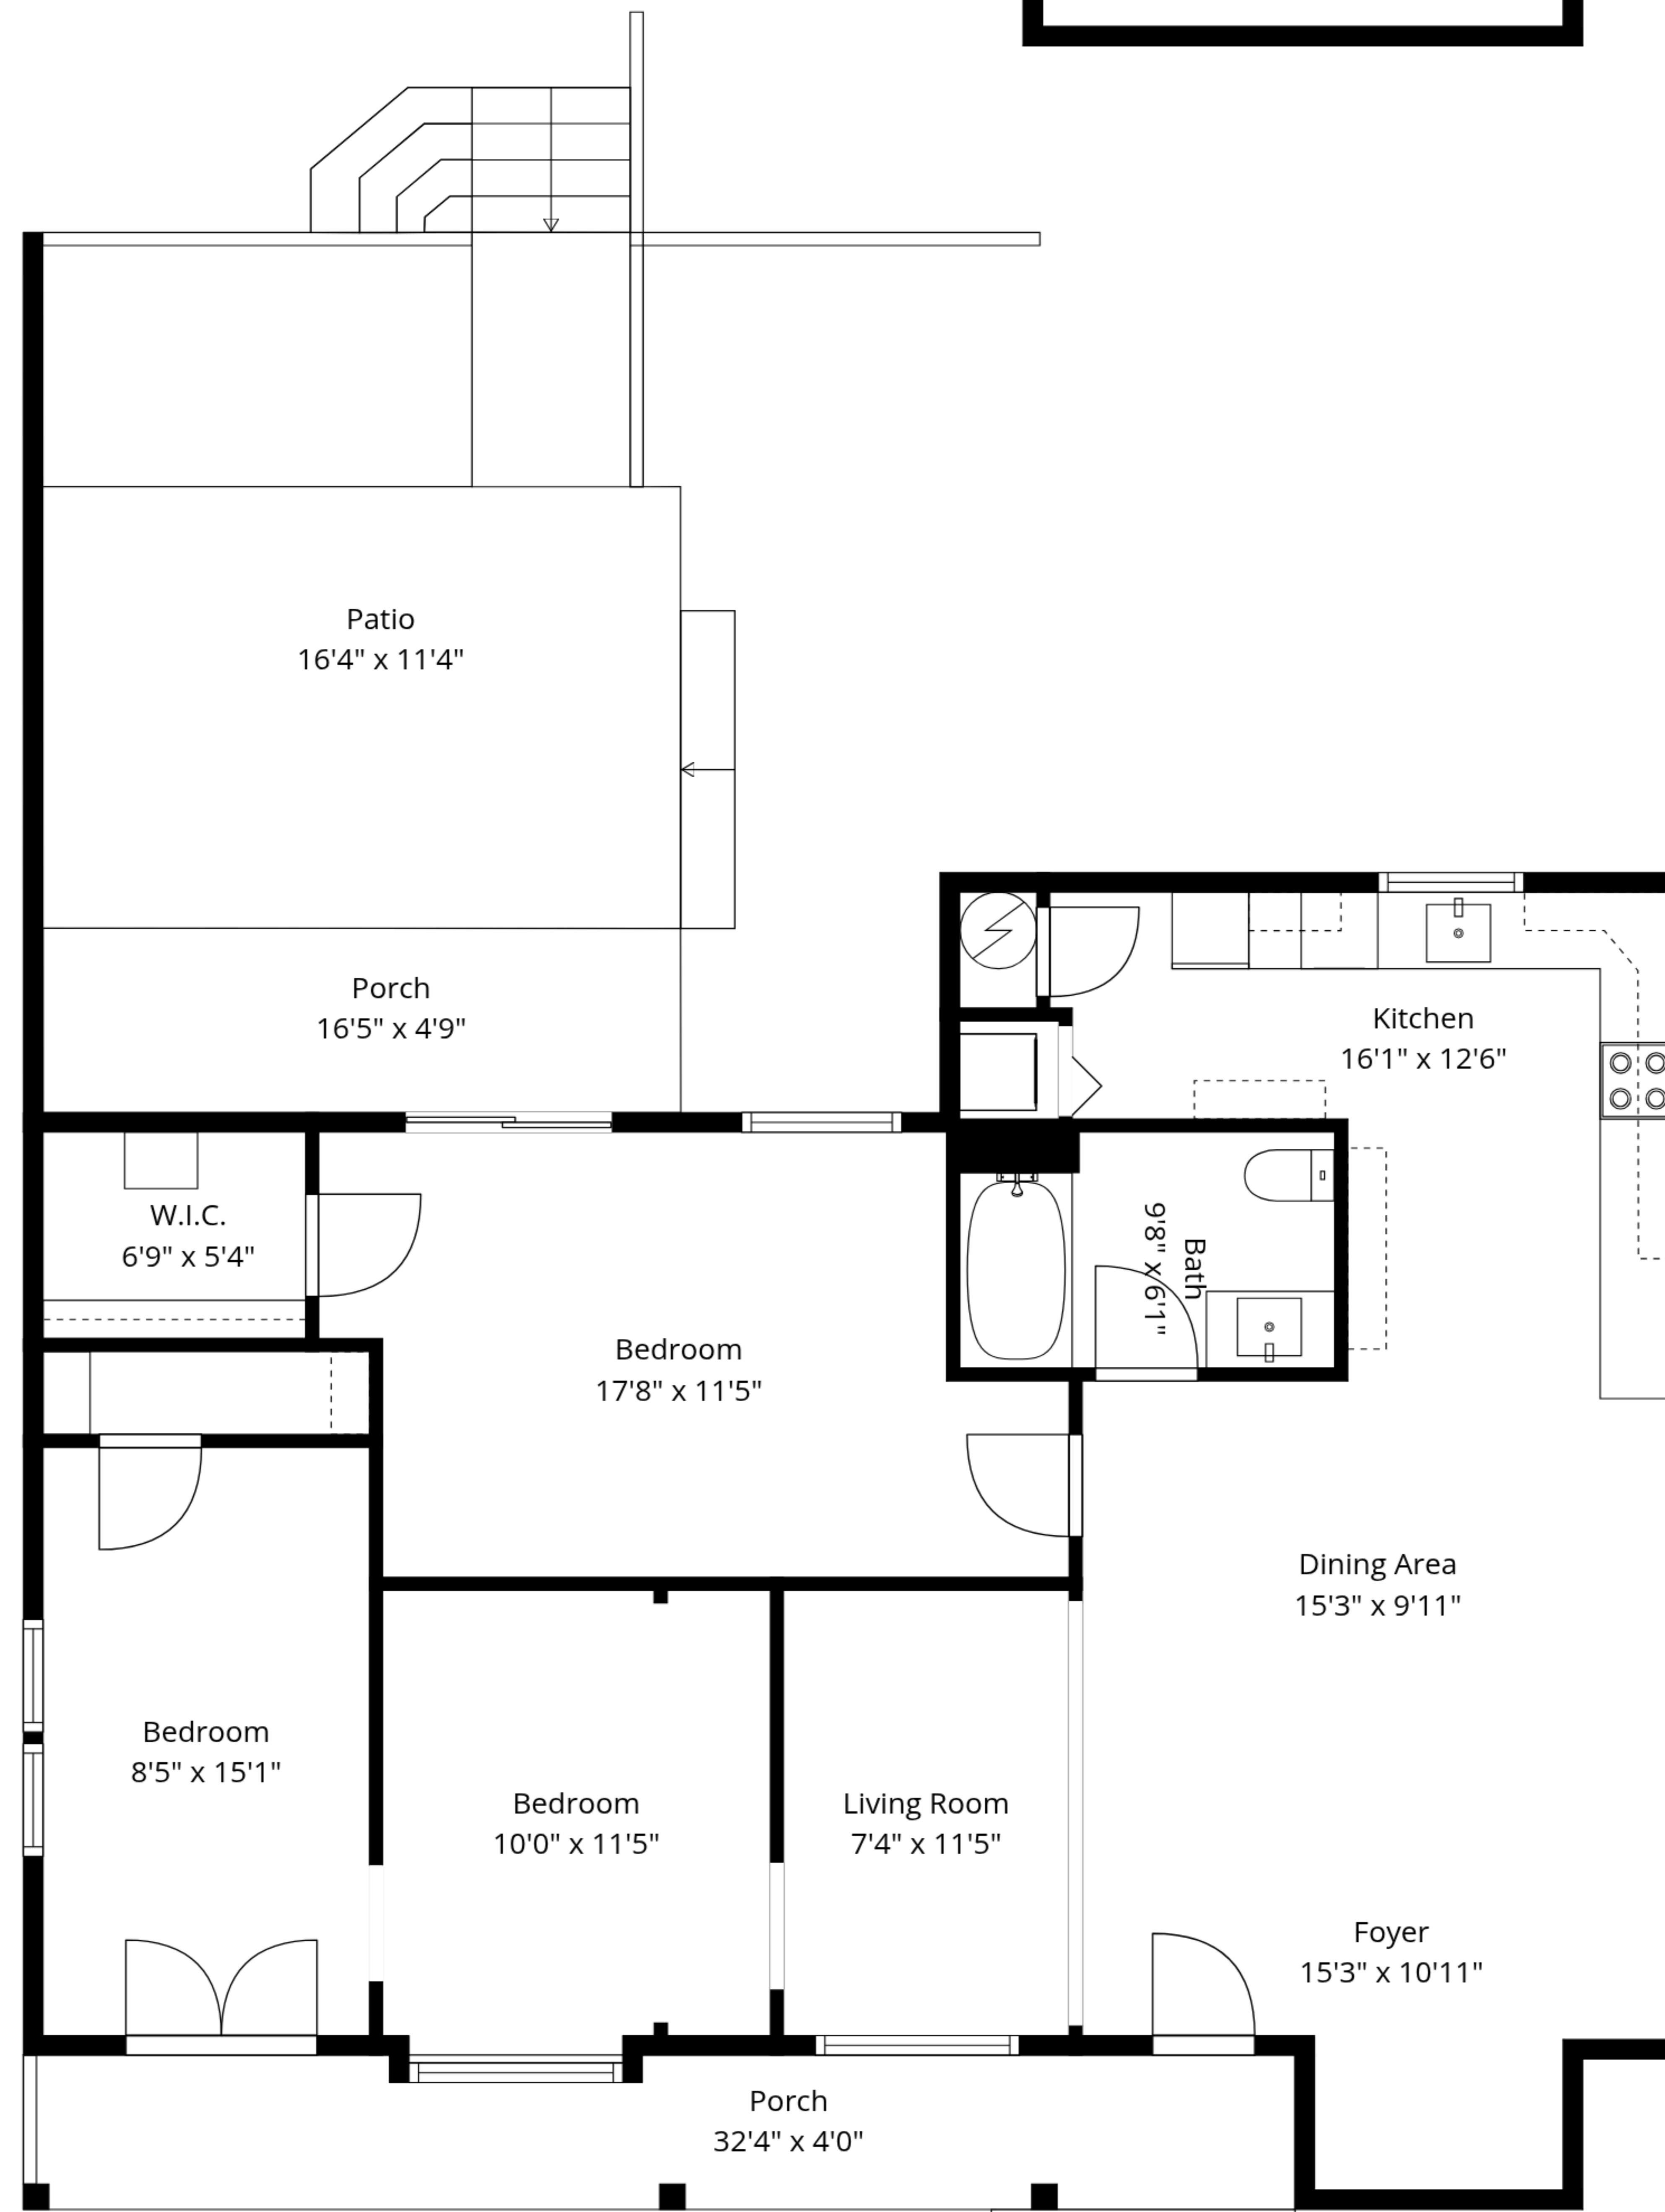 Patio
16'4" x 11'4"
Porch
16'5" x 4'9"
Kitchen
16'1" x 12'6"
W.I.C.
6'9" x 5'4"
Bath
9'8" x 6'1"
Bedroom
17'8" x 11'5"
Dining Area
15'3" x 9'11"
Bedroom
8'5" x 15'1"
Bedroom
10'0" x 11'5"
Living Room
7'4" x 11'5"
Foyer
15'3" x 10'11"
Porch
32'4" x 4'0"